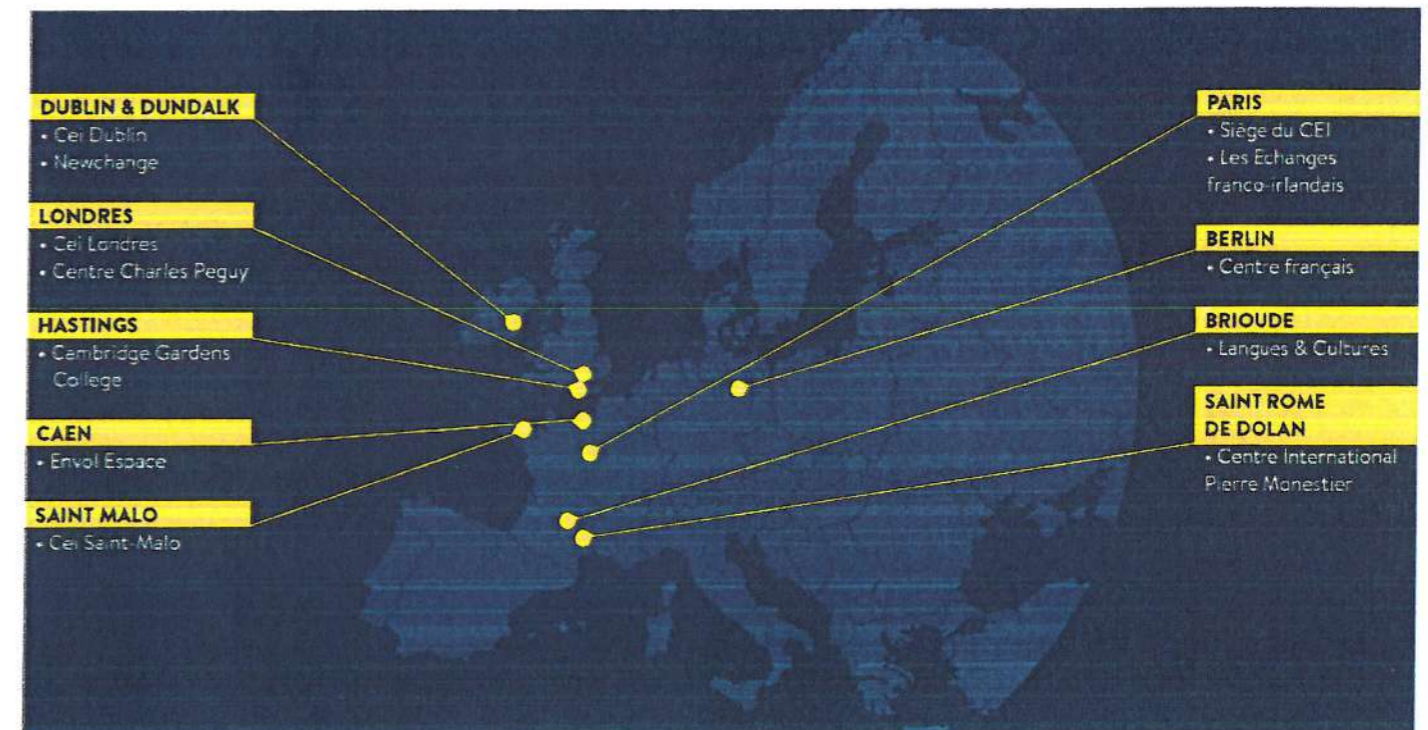 DUBLIN & DUNDALK
• Cei Dublin
• Newchange
LONDRES
• Cei Londres
• Centre Charles Peguy
HASTINGS
• Cambridge Gardens
College
CAEN
• Envol Espace
SAINT MALO
• Cei Saint-Malo
PARIS
• Siège du CEI
• Les Echanges
franco-irlandais
BERLIN
• Centre français
BRIOUDE
• Langues & Cultures
SAINT ROME
DE DOLAN
• Centre International
Pierre Monestier